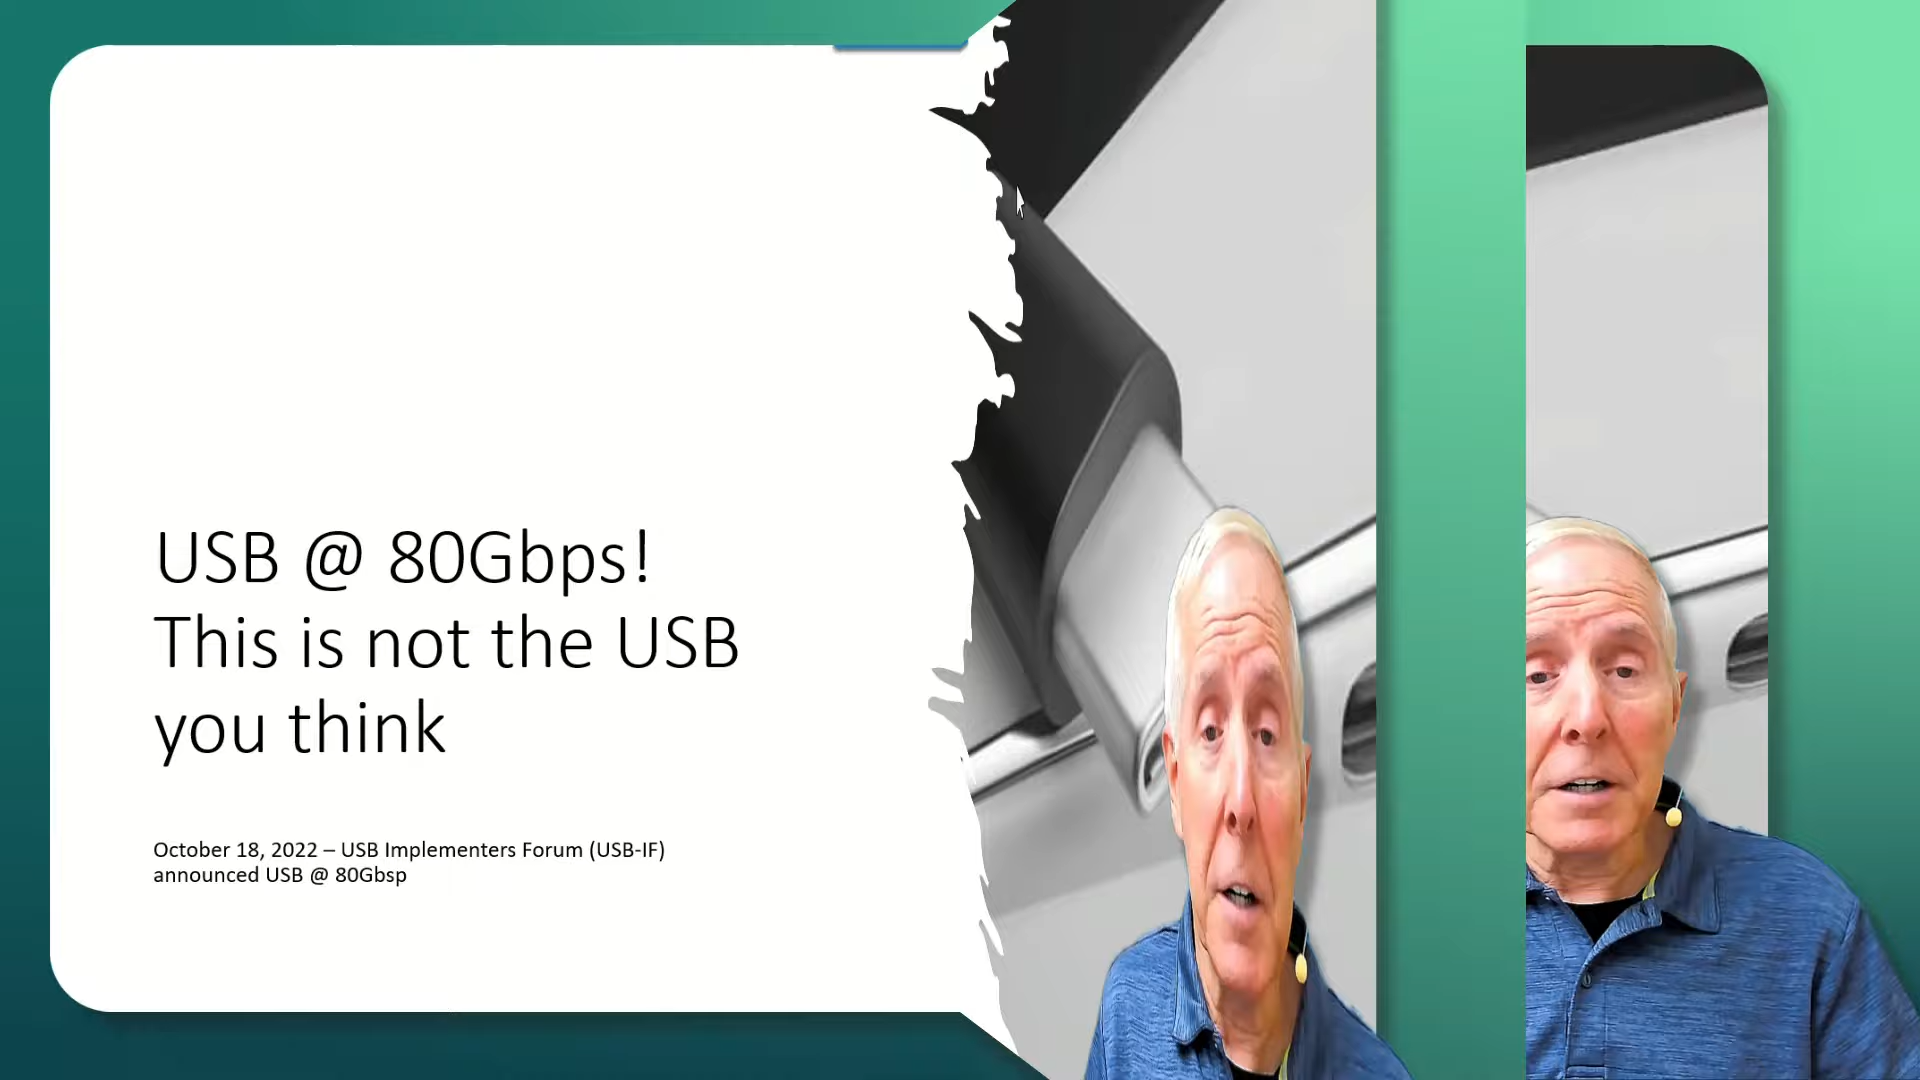 USB @ 80Gbps!
This is not the USB
you think
October 18, 2022 – USB Implementers Forum (USB-IF)
announced USB @ 80Gbsp